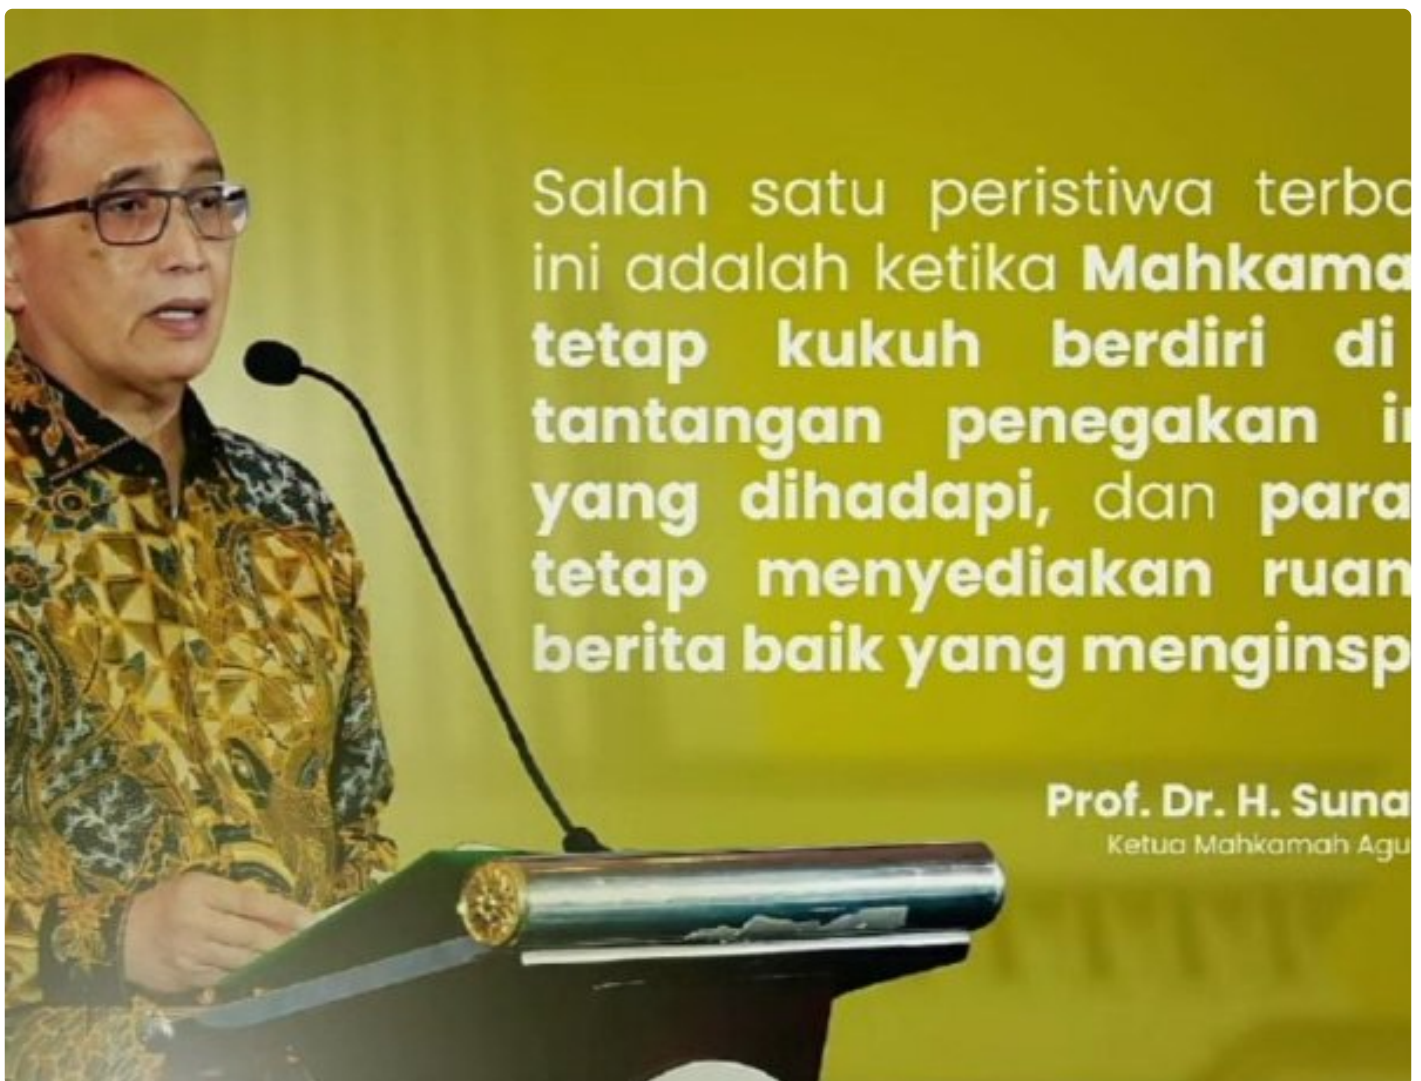 Salah satu peristiwa terba
ini adalah ketika Mahkama
tetap kukuh berdiri di
tantangan penegakan in
yang dihadapi, dan para
tetap menyediakan ruan
berita baik yang menginsp
Prof. Dr. H. Suna
Ketua Mahkamah Agu